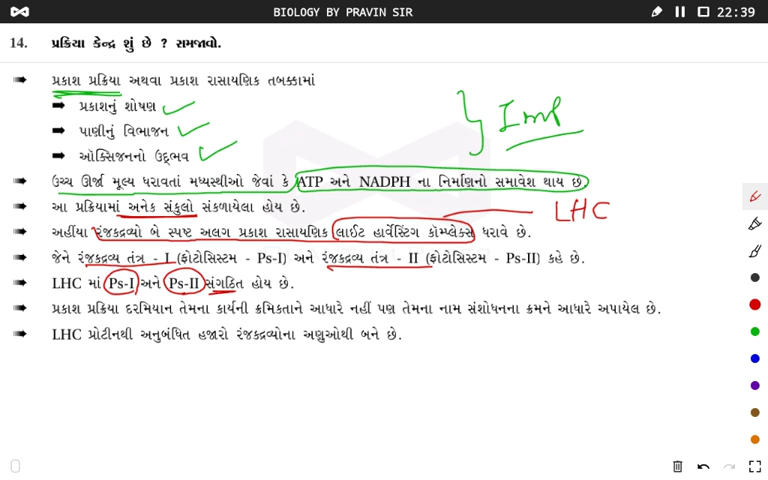 BIOLOGY BY PRAVIN SIR
22:39
14. પ્રક્રિયા કેન્દ્ર શું છે ? સમજાવો.
પ્રકાશ પ્રક્રિયા અથવા પ્રકાશ રાસાયણિક તબક્કામાં
પ્રકાશનું શોષણ
પાણીનું વિભાજન
ઑક્સિજનનો ઉદ્ભવ
Imp
ઉચ્ચ ઊર્જા મૂલ્ય ધરાવતાં મધ્યસ્થીઓ જેવાં કે ATP અને NADPH ના નિર્માણનો સમાવેશ થાય છે.
આ પ્રક્રિયામાં અનેક સંકુલો સંકળાયેલા હોય છે.
LHC
અહીંયા રંજકદ્રવ્યો બે સ્પષ્ટ અલગ પ્રકાશ રાસાયણિક લાઈટ હાર્વેસ્ટિંગ કૉમ્પ્લેક્સ ધરાવે છે.
જેને રંજકદ્રવ્ય તંત્ર - I (ફોટોસિસ્ટમ - Ps-I) અને રંજકદ્રવ્ય તંત્ર - II (ફોટોસિસ્ટમ - Ps-II) કહે છે.
LHC માં Ps-I અને Ps-II સંગઠિત હોય છે.
પ્રકાશ પ્રક્રિયા દરમિયાન તેમના કાર્યની ક્રમિકતાને આધારે નહીં પણ તેમના નામ સંશોધનના ક્રમને આધારે અપાયેલ છે.
LHC પ્રોટીનથી અનુબંધિત હજારો રંજકદ્રવ્યોના અણુઓથી બને છે.